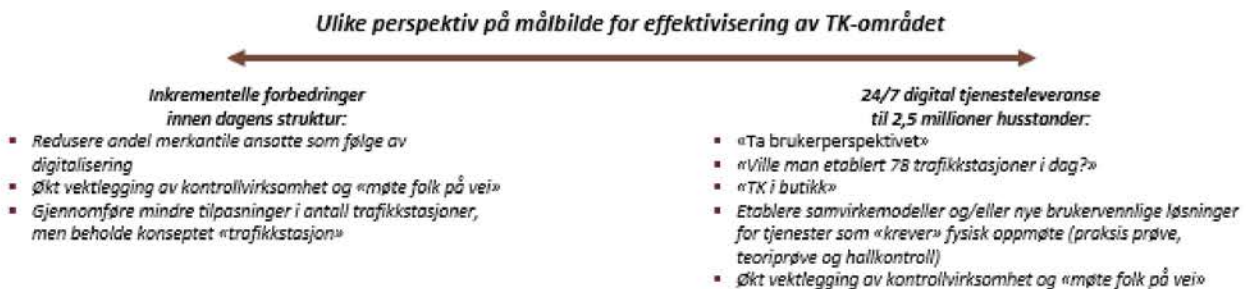 Ulike perspektiv på målbilde for effektivisering av TK-området
Inkrementelle forbedringer
innen dagens struktur:
▪ Redusere andel merkantile ansatte som følge av
digitalisering
▪ Økt vektlegging av kontrollvirksomhet og «møte folk på vei»
▪ Gjennomføre mindre tilpasninger i antall trafikkstasjoner,
men beholde konseptet «trafikkstasjon»
24/7 digital tjenesteleveranse
til 2,5 millioner husstander:
▪ «Ta brukerperspektivet»
▪ «Ville man etablert 78 trafikkstasjoner i dag?»
▪ «TK i butikk»
▪ Etablere samvirkemodeller og/eller nye brukervennlige løsninger
for tjenester som «krever» fysisk oppmøte (praksis prøve,
teoriprøve og hallkontroll)
▪ Økt vektlegging av kontrollvirksomhet og «møte folk på vei»